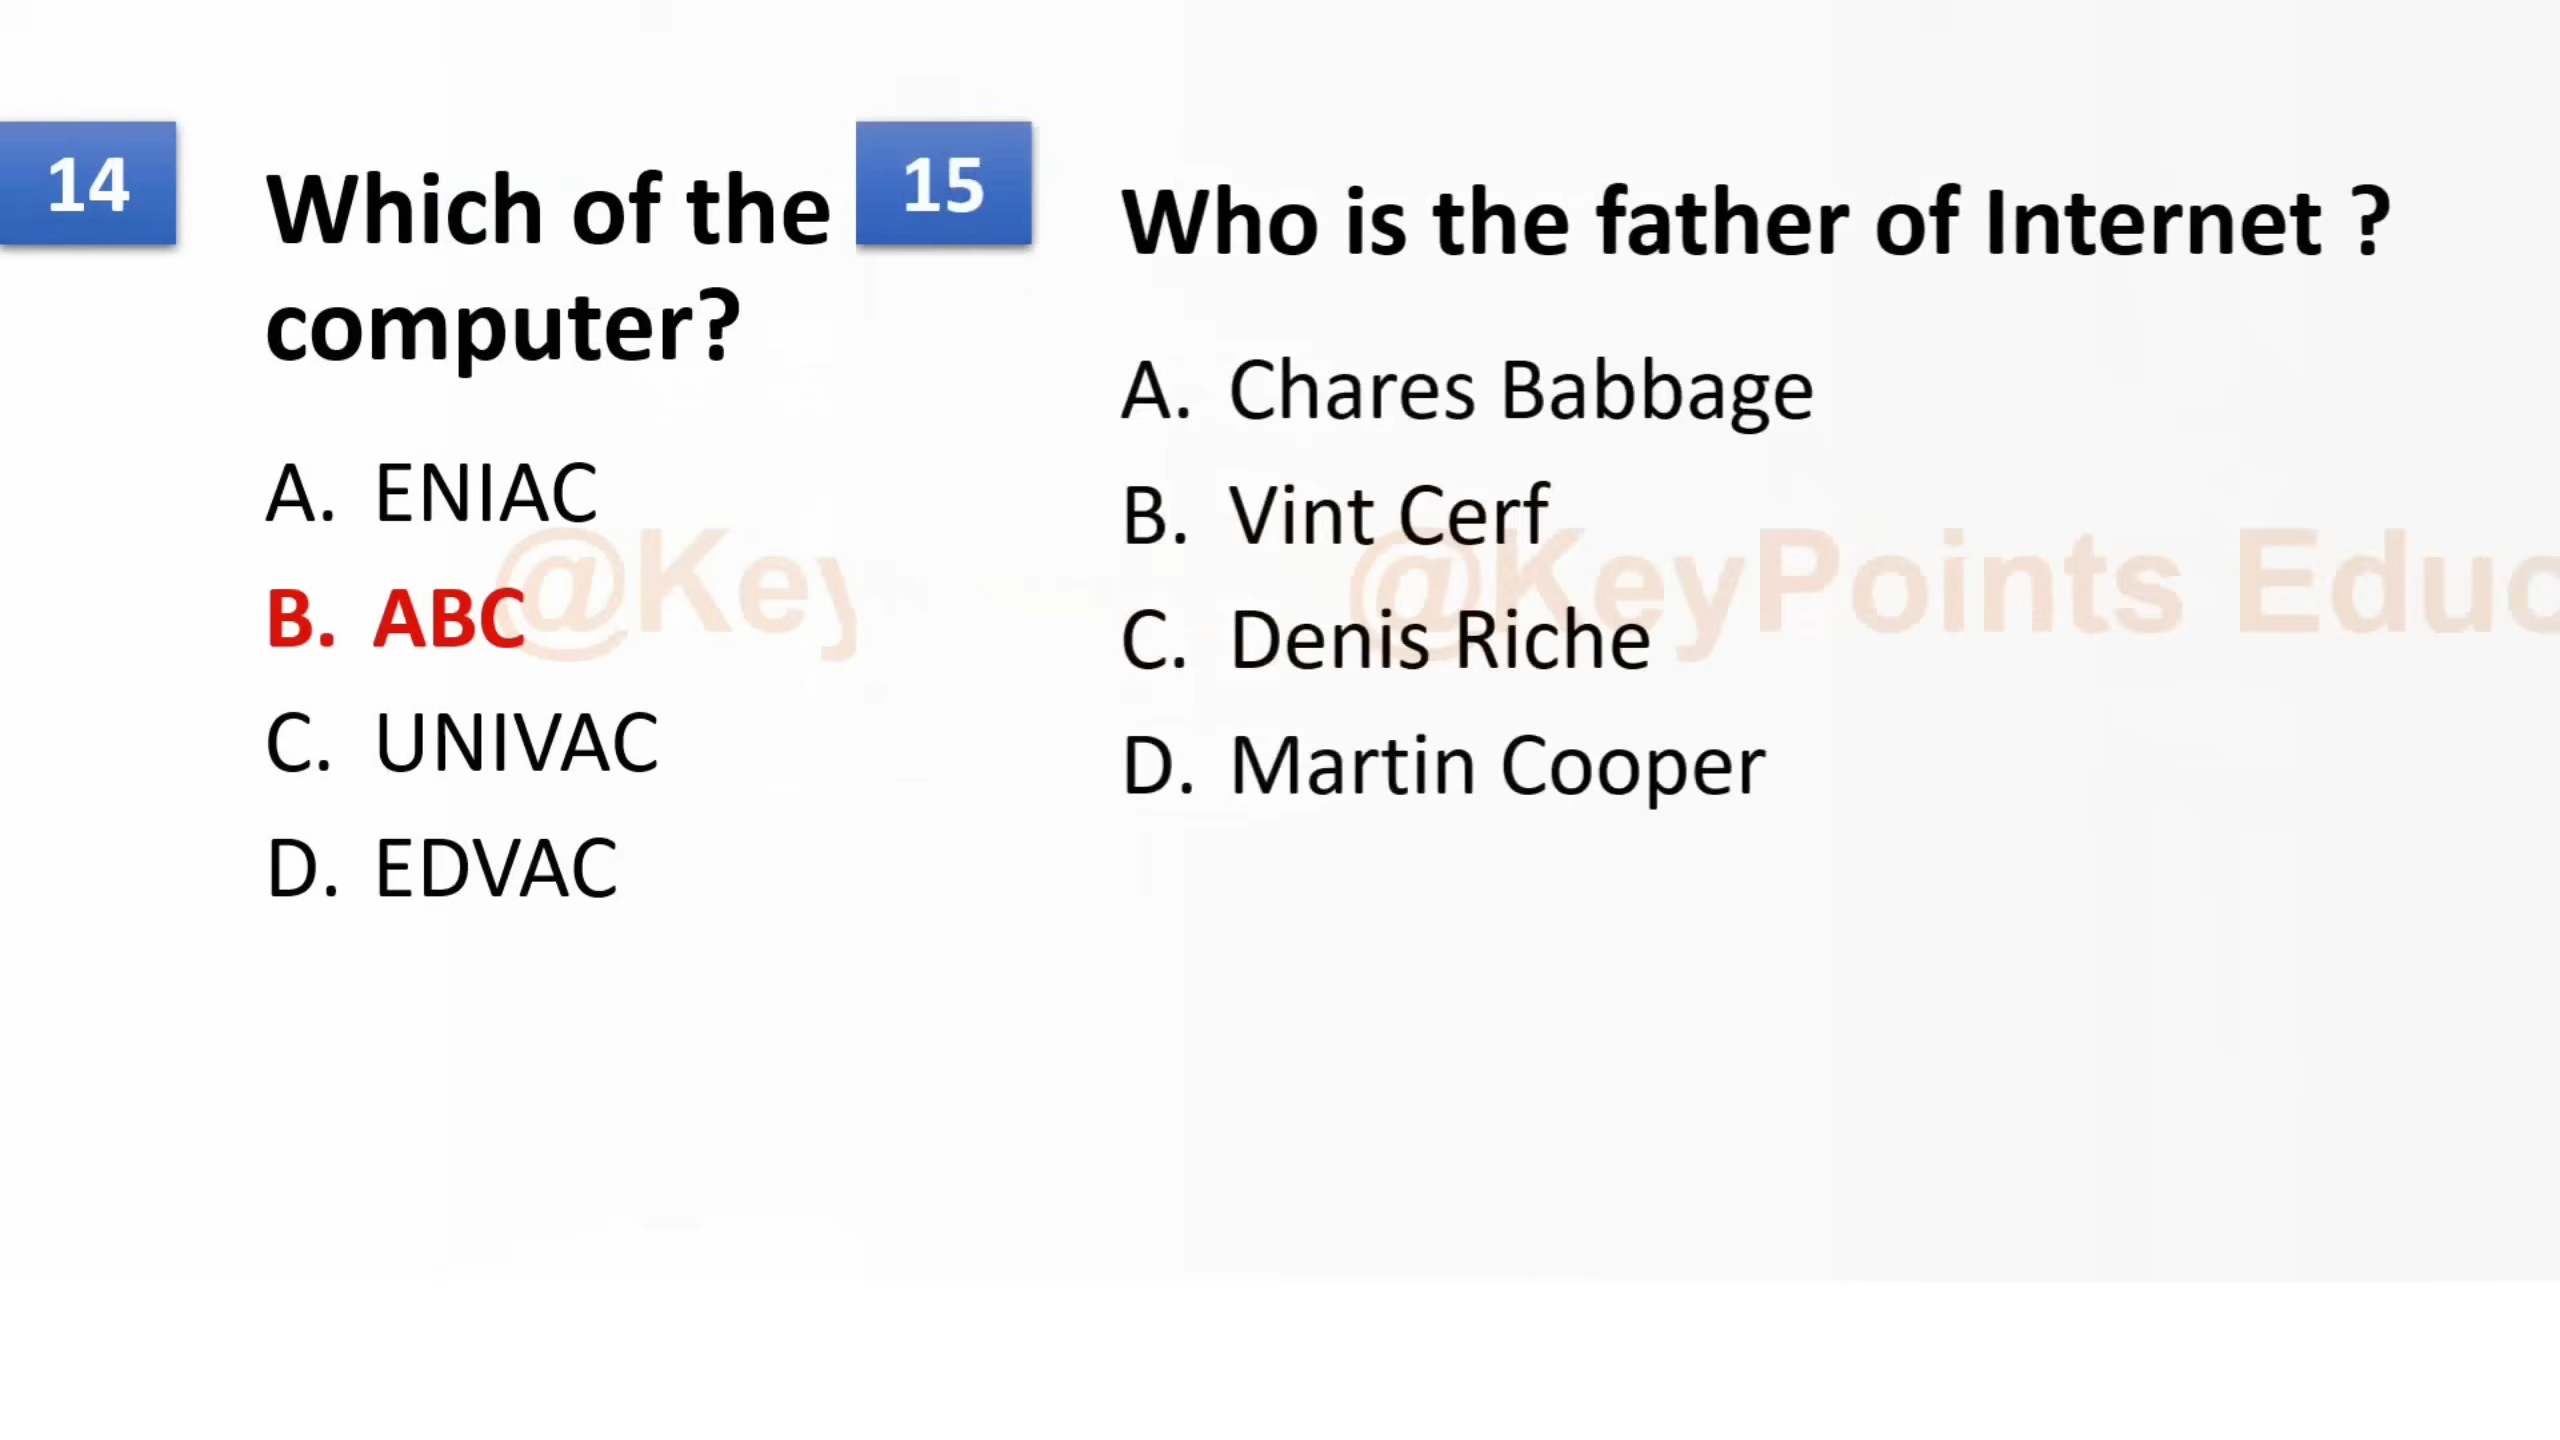 14
Which of the
computer?
A. ENIAC
B. ABC
C. UNIVAC
D. EDVAC
@Key
15
Who is the father of Internet ?
A. Chares Babbage
B. Vint Cerf
C. Denis Riche
D. Martin Cooper
@KeyPoints Educ